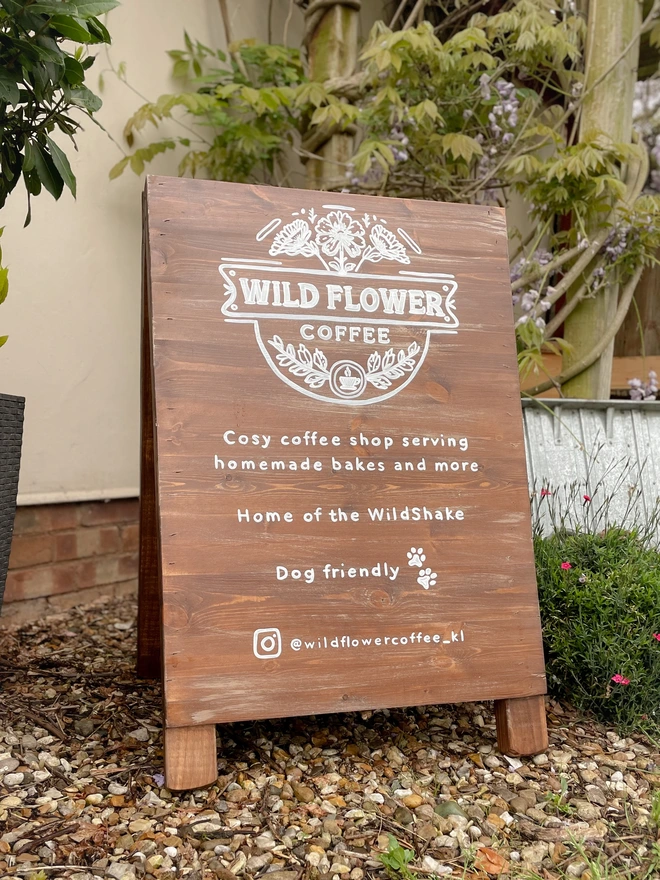 WILD FLOWER
COFFEE
Cosy coffee shop serving
homemade bakes and more
Home of the WildShake
Dog friendly
@wildflowercoffee_kl